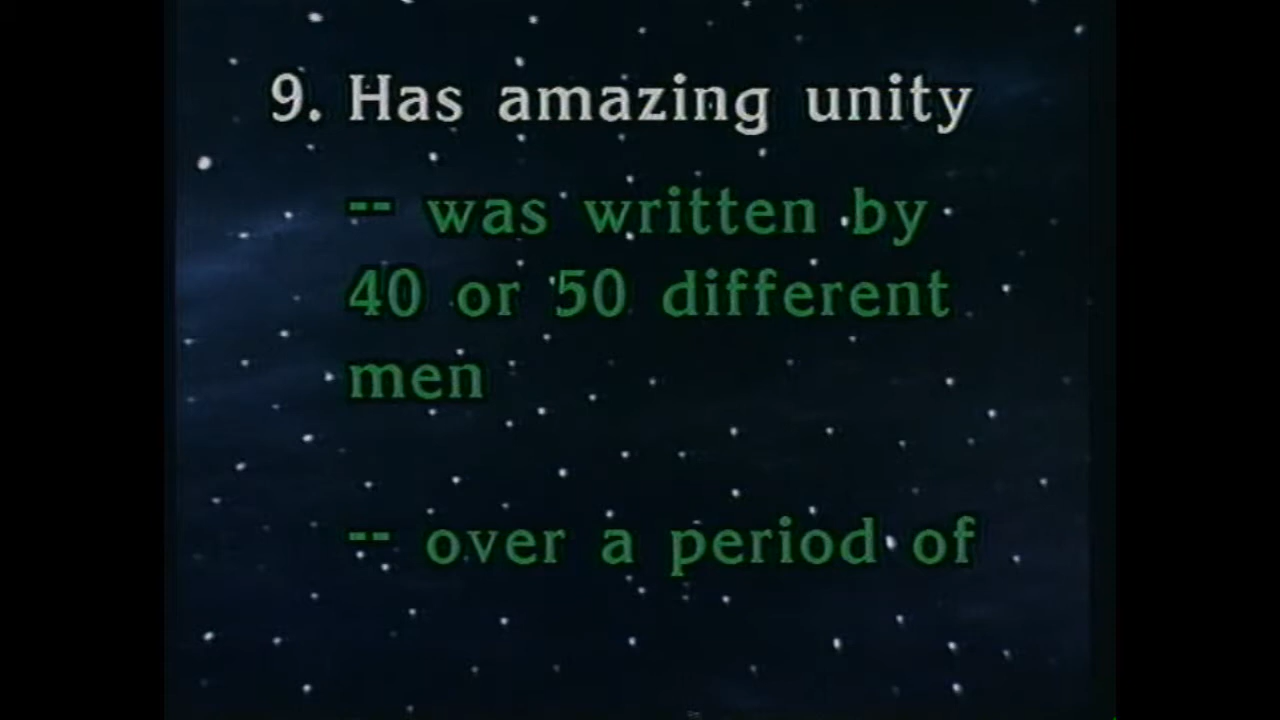 9. Has amazing unity
-- was written by
40 or 50 different
men
-- over a period of